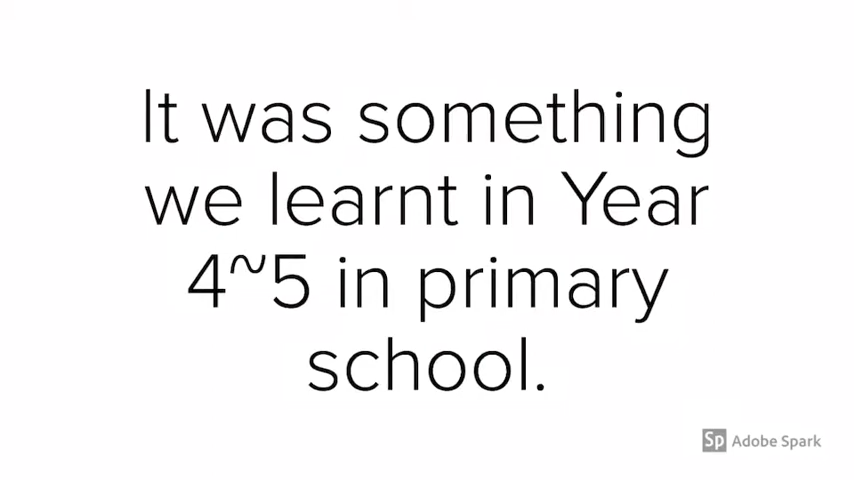 It was something
we learnt in Year
4~5 in primary
school.
Sp Adobe Spark